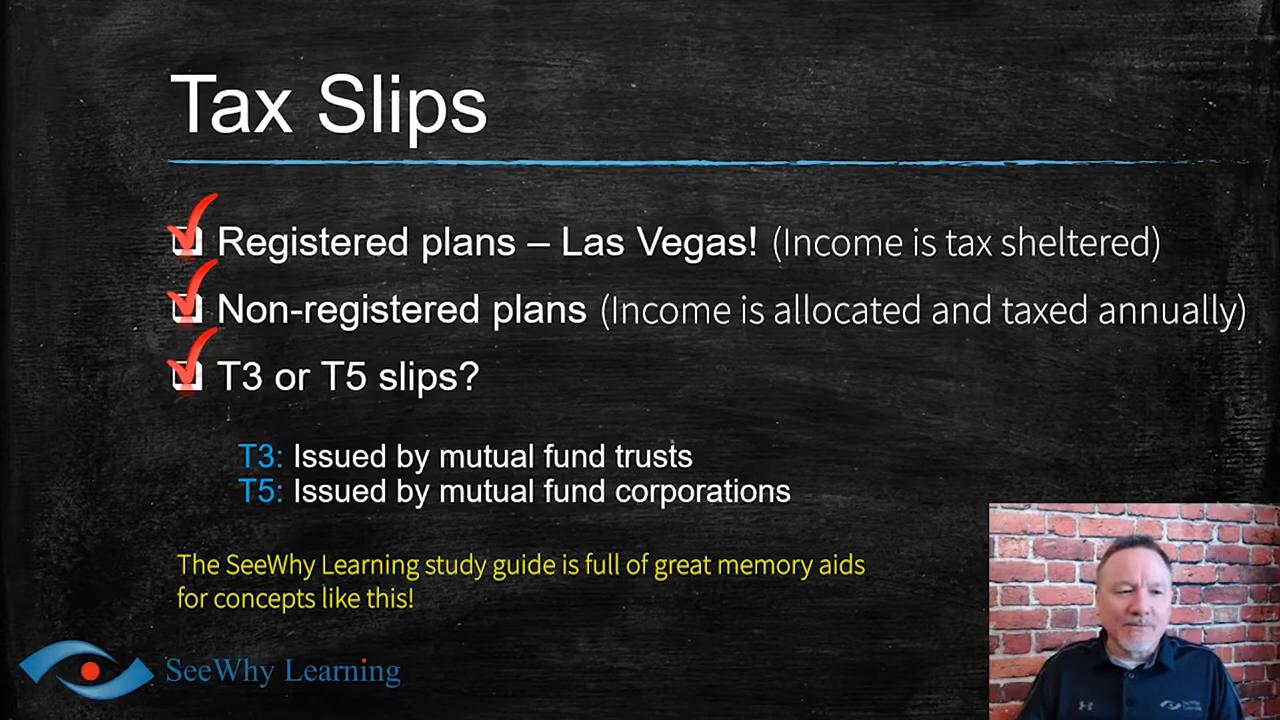 Tax Slips
Registered plans – Las Vegas! (Income is tax sheltered)
Non-registered plans (Income is allocated and taxed annually)
T3 or T5 slips?
T3: Issued by mutual fund trusts
T5: Issued by mutual fund corporations
The SeeWhy Learning study guide is full of great memory aids
for concepts like this!
SeeWhy Learning
SeeWhy
Learning